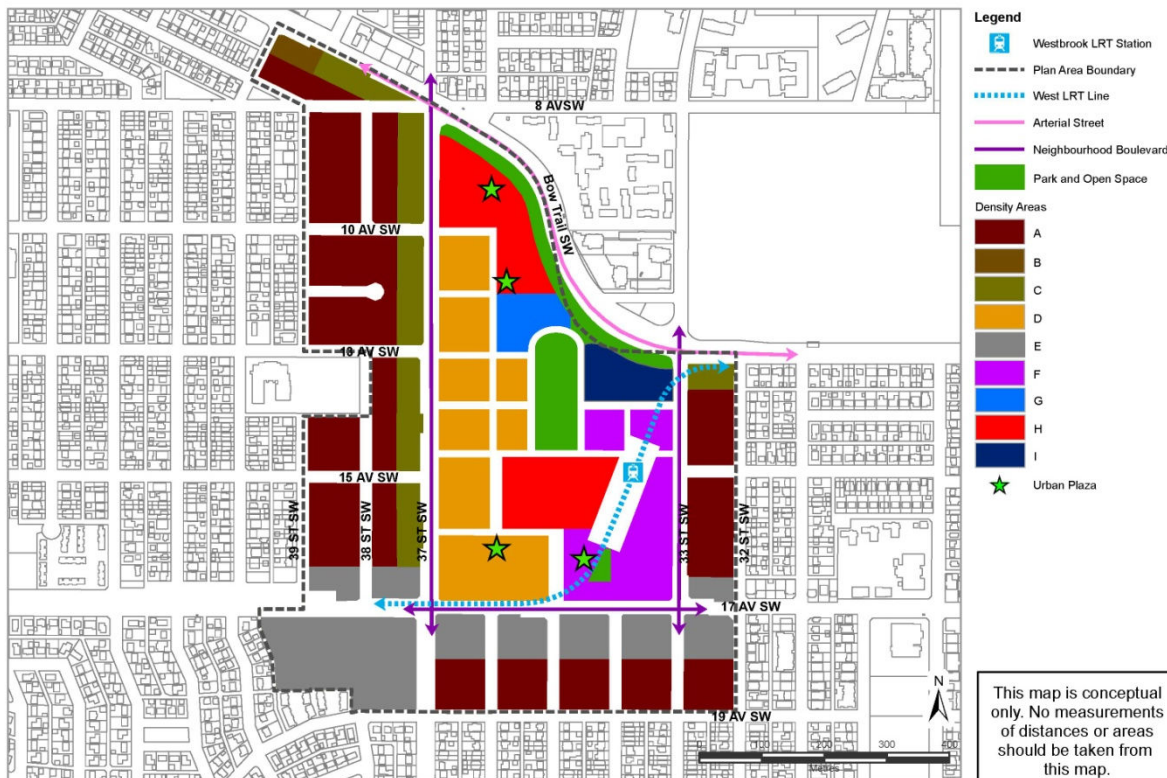 8 AVSW
Bow Trail SW
10 AV SW
13 AV SW
15 AV SW
39 ST SW
38 ST SW
37 ST SW
33 ST SW
32 ST SW
17 AV SW
19 AV SW
N
0 100 200 300 400
Metres
Legend
Westbrook LRT Station
Plan Area Boundary
West LRT Line
Arterial Street
Neighbourhood Boulevard
Park and Open Space
Density Areas
A
B
C
D
E
F
G
H
I
Urban Plaza
This map is conceptual
only. No measurements
of distances or areas
should be taken from
this map.